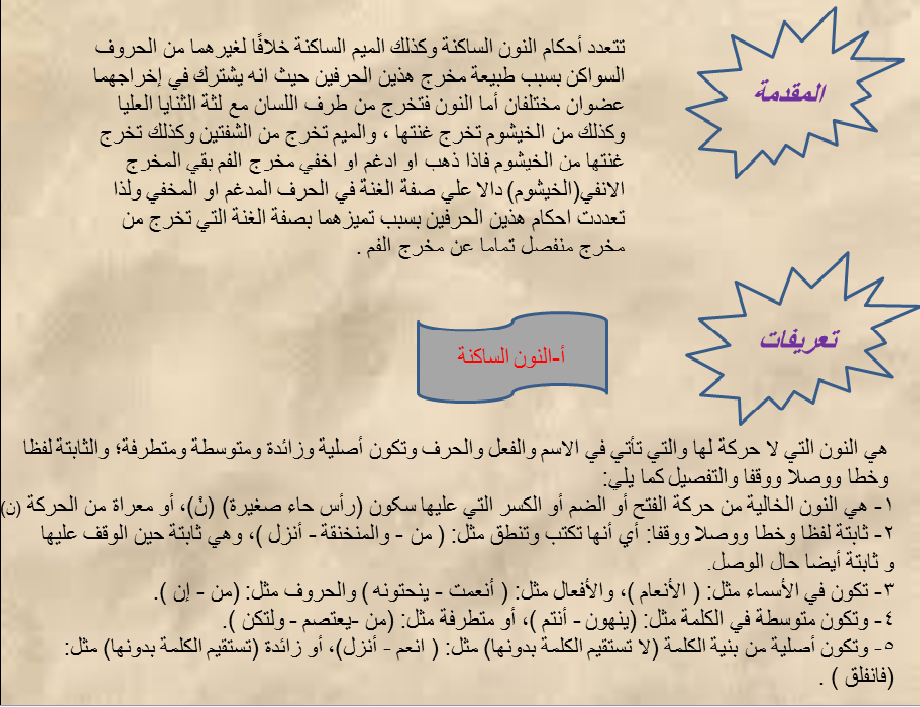 المقدمة
تتعدد أحكام النون الساكنة وكذلك الميم الساكنة خلافًا لغيرهما من الحروف
السواكن بسبب طبيعة مخرج هذين الحرفين حيث انه يشترك في إخراجهما
عضوان مختلفان أما النون فتخرج من طرف اللسان مع لثة الثنايا العليا
وكذلك من الخيشوم تخرج غنتها ، والميم تخرج من الشفتين وكذلك تخرج
غنتها من الخيشوم فاذا ذهب او ادغم او اخفي مخرج الفم بقي المخرج
الانفي(الخيشوم) دالا علي صفة الغنة في الحرف المدغم او المخفي ولذا
تعددت احكام هذين الحرفين بسبب تميزهما بصفة الغنة التي تخرج من
مخرج منفصل تماما عن مخرج الفم .
تعريفات
أ-النون الساكنة
هي النون التي لا حركة لها والتي تأتي في الاسم والفعل والحرف وتكون أصلية وزائدة ومتوسطة ومتطرفة؛ والثابتة لفظا
وخطا ووصلا ووقفا والتفصيل كما يلي:
١- هي النون الخالية من حركة الفتح أو الضم أو الكسر التي عليها سكون (رأس حاء صغيرة) (نْ)، أو معراة من الحركة (ن)
٢- ثابتة لفظا وخطا ووصلا ووقفا: أي أنها تكتب وتنطق مثل: ( من - والمنخنقة - أنزل )، وهي ثابتة حين الوقف عليها
و ثابتة أيضا حال الوصل.
٣- تكون في الأسماء مثل: ( الأنعام )، والأفعال مثل: ( أنعمت - ينحتونه ) والحروف مثل: (من – إن ).
٤- وتكون متوسطة في الكلمة مثل: (ينهون - أنتم )، أو متطرفة مثل: (من -يعتصم - ولتكن ).
٥- وتكون أصلية من بنية الكلمة (لا تستقيم الكلمة بدونها) مثل: ( انعم - أنزل)، أو زائدة (تستقيم الكلمة بدونها) مثل:
(فانفلق ) .